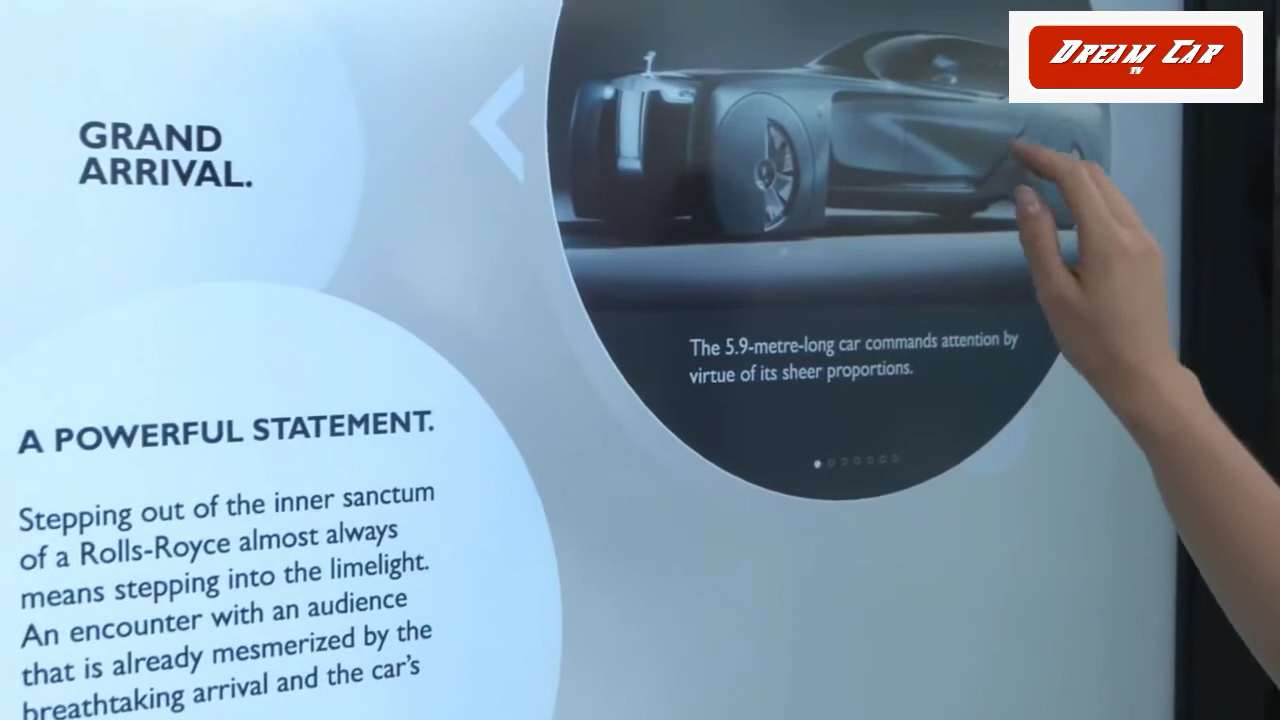 DREAM CAR
TV
GRAND
ARRIVAL.
The 5.9-metre-long car commands attention by
virtue of its sheer proportions.
A POWERFUL STATEMENT.
Stepping out of the inner sanctum
of a Rolls-Royce almost always
means stepping into the limelight.
An encounter with an audience
that is already mesmerized by the
breathtaking arrival and the car's